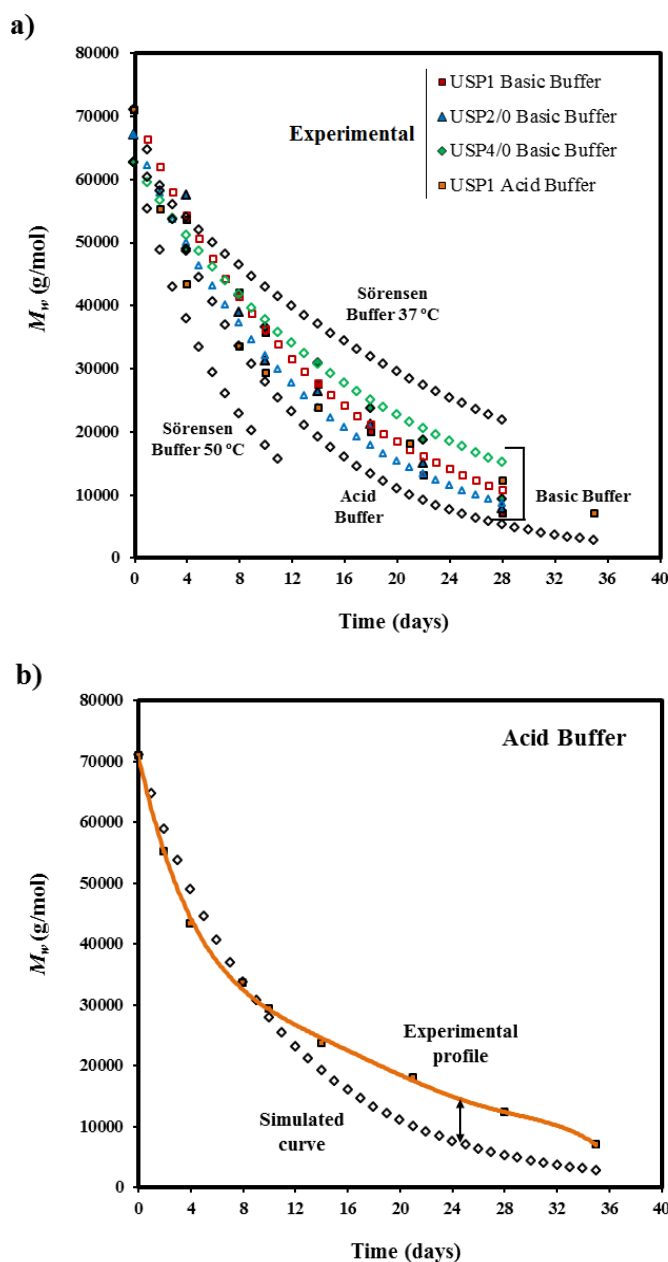 a)
80000
70000
60000
50000
40000
30000
20000
10000
0
M_w (g/mol)
Experimental
USP1 Basic Buffer
USP2/0 Basic Buffer
USP4/0 Basic Buffer
USP1 Acid Buffer
Sörensen
Buffer 37 ºC
Sörensen
Buffer 50 ºC
Acid
Buffer
Basic Buffer
0 4 8 12 16 20 24 28 32 36 40
Time (days)
b)
80000
70000
60000
50000
40000
30000
20000
10000
0
M_w (g/mol)
Acid Buffer
Experimental
profile
Simulated
curve
0 4 8 12 16 20 24 28 32 36 40
Time (days)